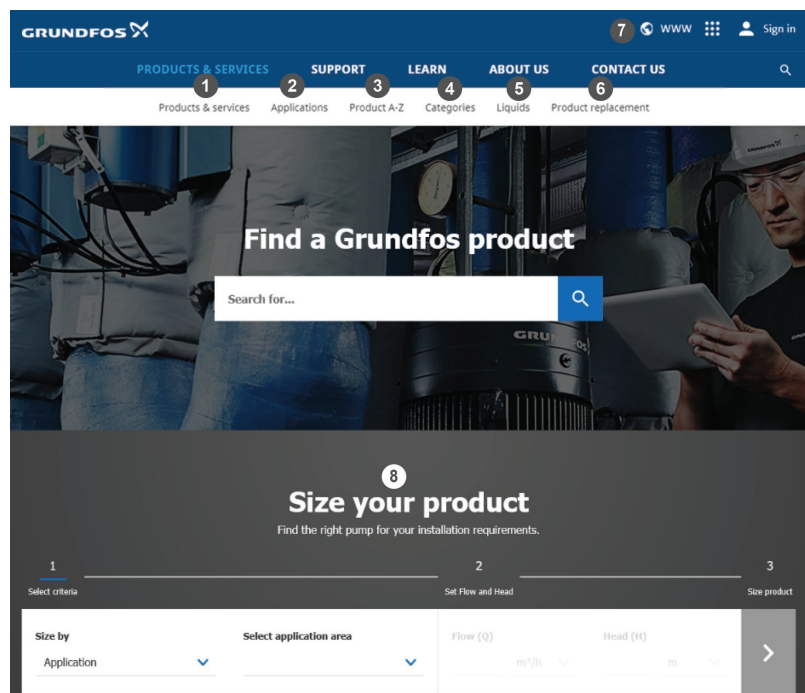 GRUNDFOS
7 WWW Sign in
PRODUCTS & SERVICES SUPPORT LEARN ABOUT US CONTACT US
1 2 3 4 5 6
Products & services Applications Product A-Z Categories Liquids Product replacement
GRUNDFOS
Find a Grundfos product
Search for...
GRUNDFOS
8
Size your product
Find the right pump for your installation requirements.
1 2 3
Select criteria Set Flow and Head Size product
Size by Select application area Flow (Q) Head (H)
Application m³/h m